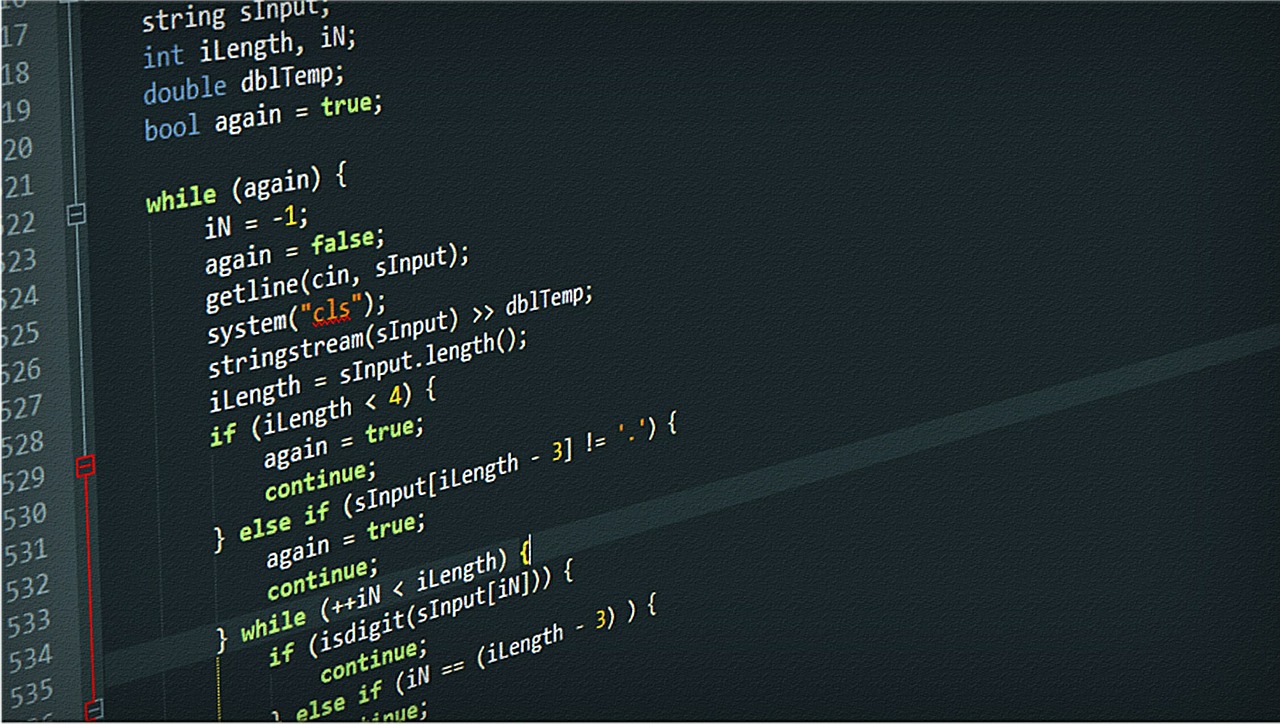 16
17 string sInput;
18 int iLength, iN;
19 double dblTemp;
20 bool again = true;
21
22 while (again) {
23 iN = -1;
524 again = false;
525 getline(cin, sInput);
526 system("cls");
527 stringstream(sInput) >> dblTemp;
528 iLength = sInput.length();
529 if (iLength < 4) {
530 again = true;
531 continue;
532 } else if (sInput[iLength - 3] != '.') {
533 again = true;
534 continue;
535 } while (++iN < iLength) {
if (isdigit(sInput[iN])) {
continue;
} else if (iN == (iLength - 3) ) {